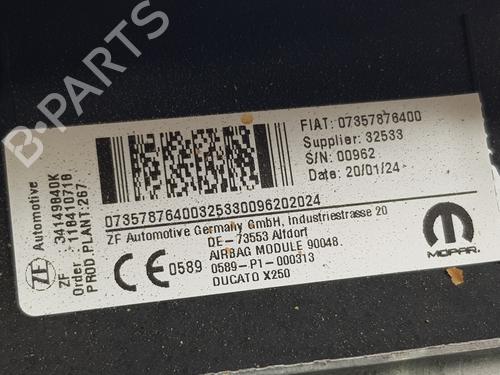 ZF Automotive
ZF 34149840K
Order : 118410718
PROD.PLANT:267
FIAT: 07357876400
Supplier: 32533
S/N: 00962
Date: 20/01/24
07357876400325330096202024
ZF Automotive Germany GmbH, Industriestrasse 20
DE-73553 Alfdorf
AIRBAG MODULE 90048.
CE 0589 0589-P1-000313
DUCATO X250
MOPAR
B-PARTS